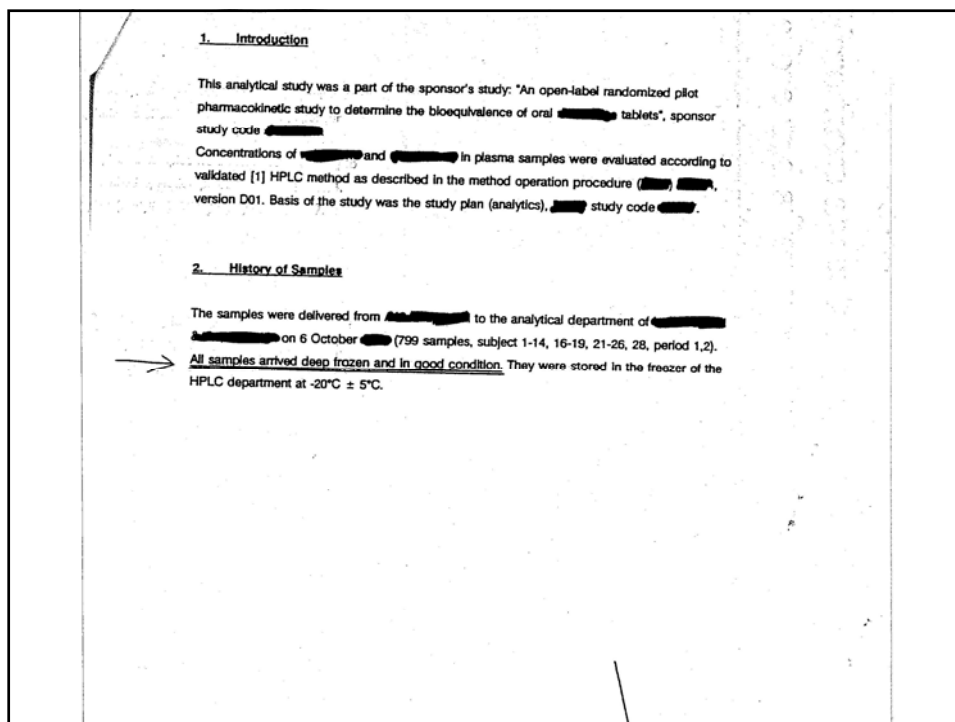 1. Introduction
This analytical study was a part of the sponsor's study: "An open-label randomized pilot
pharmacokinetic study to determine the bioequivalence of oral tablets", sponsor
study code
Concentrations of and in plasma samples were evaluated according to
validated [1] HPLC method as described in the method operation procedure ( ) ,
version D01. Basis of the study was the study plan (analytics), study code .
2. History of Samples
The samples were delivered from to the analytical department of
on 6 October (799 samples, subject 1-14, 16-19, 21-26, 28, period 1,2).
All samples arrived deep frozen and in good condition. They were stored in the freezer of the
HPLC department at -20°C ± 5°C.